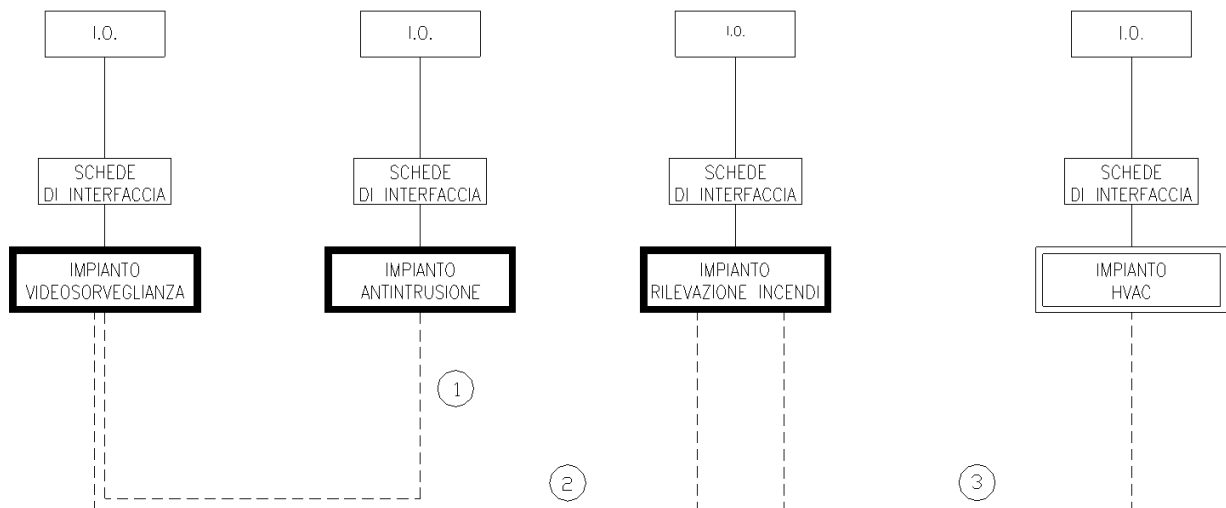 I.O.
I.O.
I.O.
I.O.
SCHEDE
DI INTERFACCIA
SCHEDE
DI INTERFACCIA
SCHEDE
DI INTERFACCIA
SCHEDE
DI INTERFACCIA
IMPIANTO
VIDEOSORVEGLIANZA
IMPIANTO
ANTINTRUSIONE
IMPIANTO
RILEVAZIONE INCENDI
IMPIANTO
HVAC
1
2
3